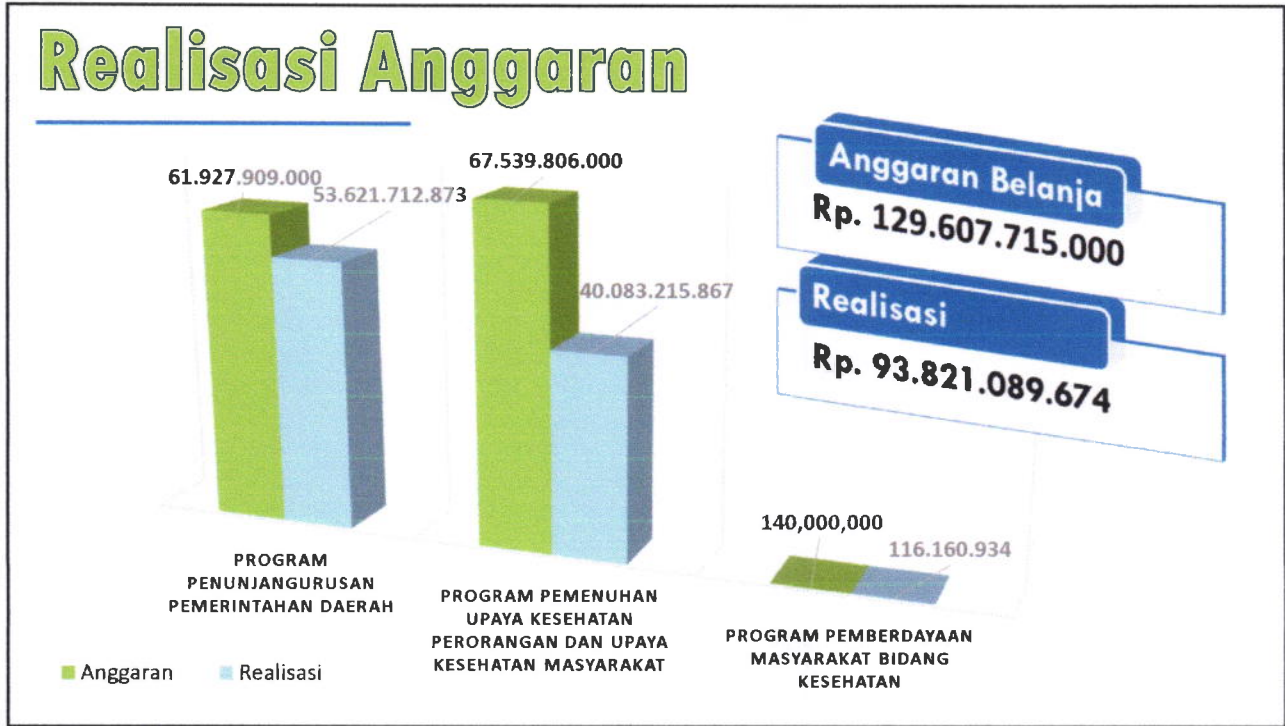 Realisasi Anggaran
61.927.909.000
53.621.712.873
67.539.806.000
40.083.215.867
140,000,000
116.160.934
Anggaran Belanja
Rp. 129.607.715.000
Realisasi
Rp. 93.821.089.674
PROGRAM
PENUNJANGURUSAN
PEMERINTAHAN DAERAH
PROGRAM PEMENUHAN
UPAYA KESEHATAN
PERORANGAN DAN UPAYA
KESEHATAN MASYARAKAT
PROGRAM PEMBERDAYAAN
MASYARAKAT BIDANG
KESEHATAN
Anggaran
Realisasi